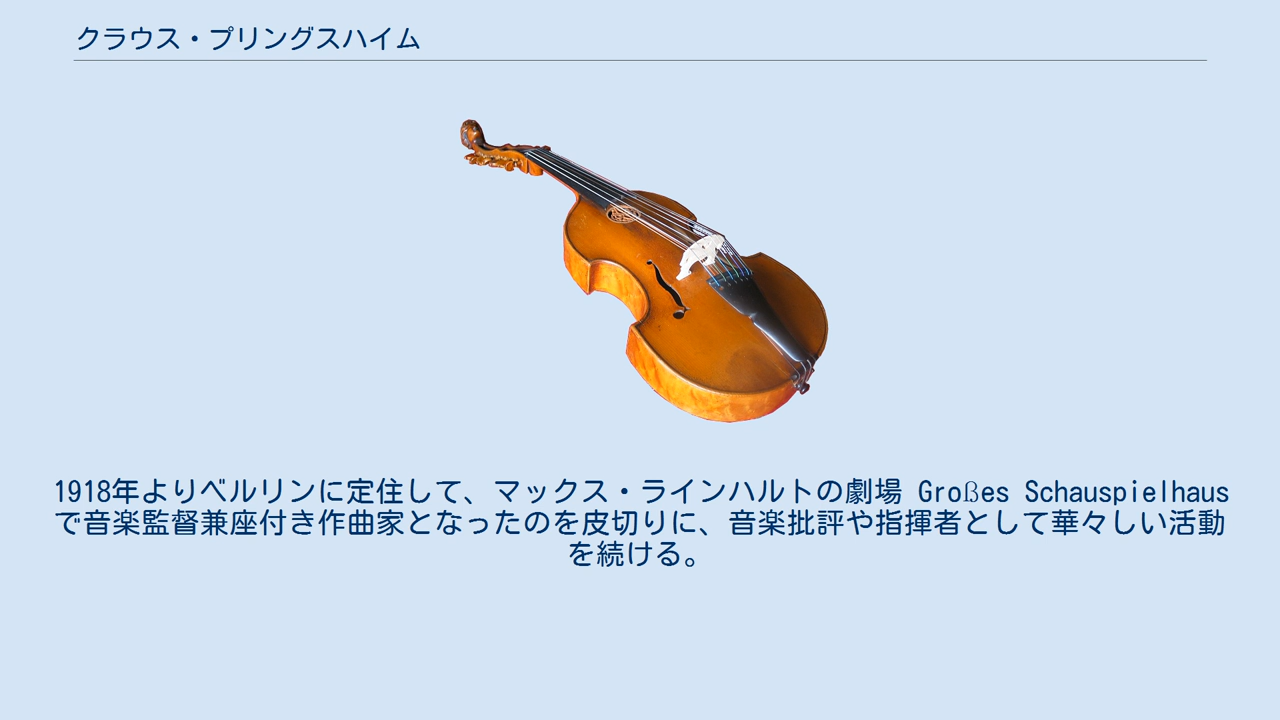 クラウス・プリングスハイム
1918年よりベルリンに定住して、マックス・ラインハルトの劇場 Großes Schauspielhaus
で音楽監督兼座付き作曲家となったのを皮切りに、音楽批評や指揮者として華々しい活動
を続ける。